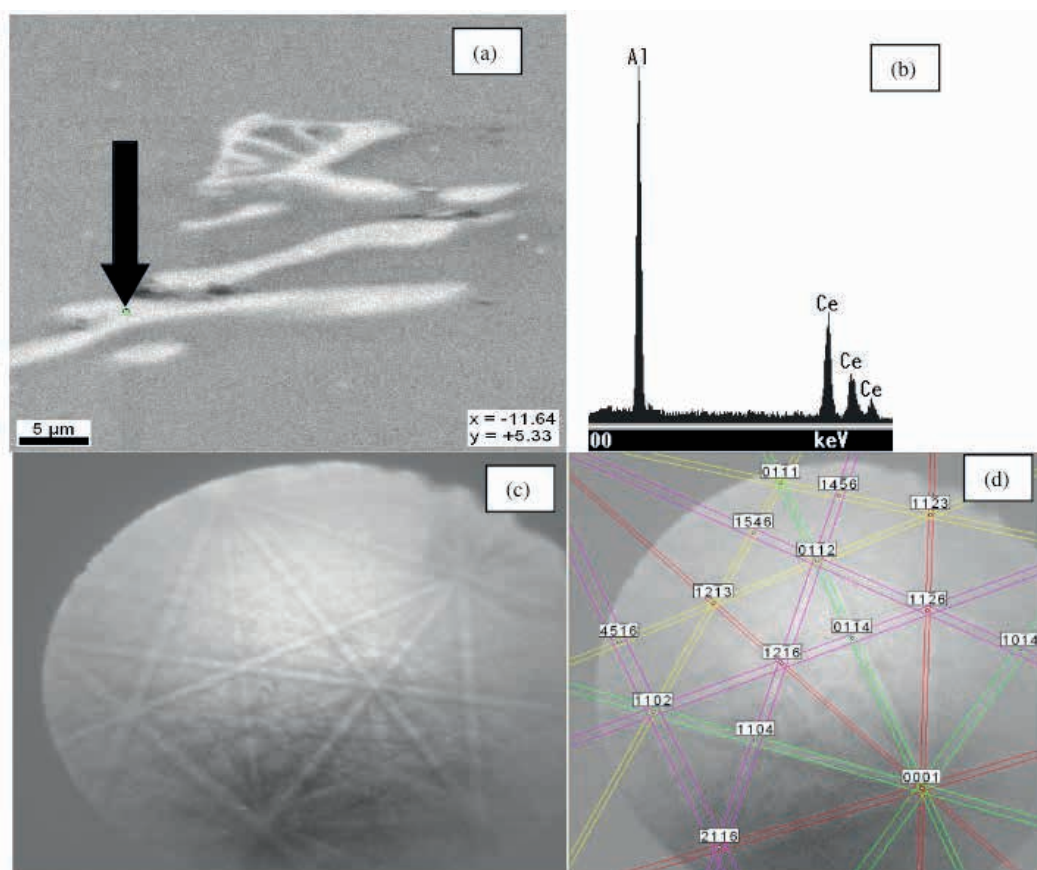 (a)
5 µm
x = -11.64
y = +5.33
(b)
Al
Ce
Ce
Ce
00 keV
(c)
(d)
0111
1456
1123
1546
0112
1213
1126
4516
0114
1014
1216
1102
1104
0001
2116